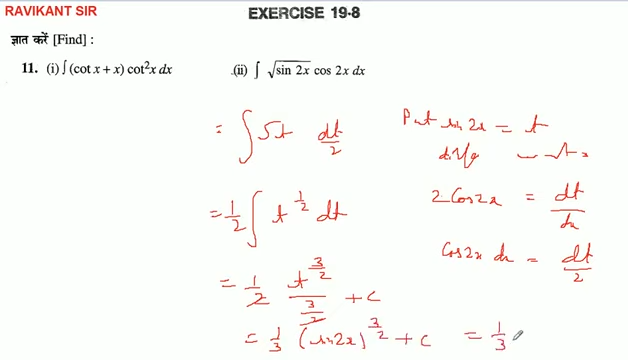 RAVIKANT SIR
EXERCISE 19·8
ज्ञात करें [Find] :
11. (i) ∫ (cot x + x) cot²x dx (ii) ∫ √sin 2x cos 2x dx
= ∫ √t dt/2
Put sin 2x = t
= 1/2 ∫ t^(1/2) dt
2 cos 2x = dt/dx
cos 2x dx = dt/2
= 1/2 t^(3/2)/(3/2) + c
= 1/3 (sin 2x)^(3/2) + c = 1/3